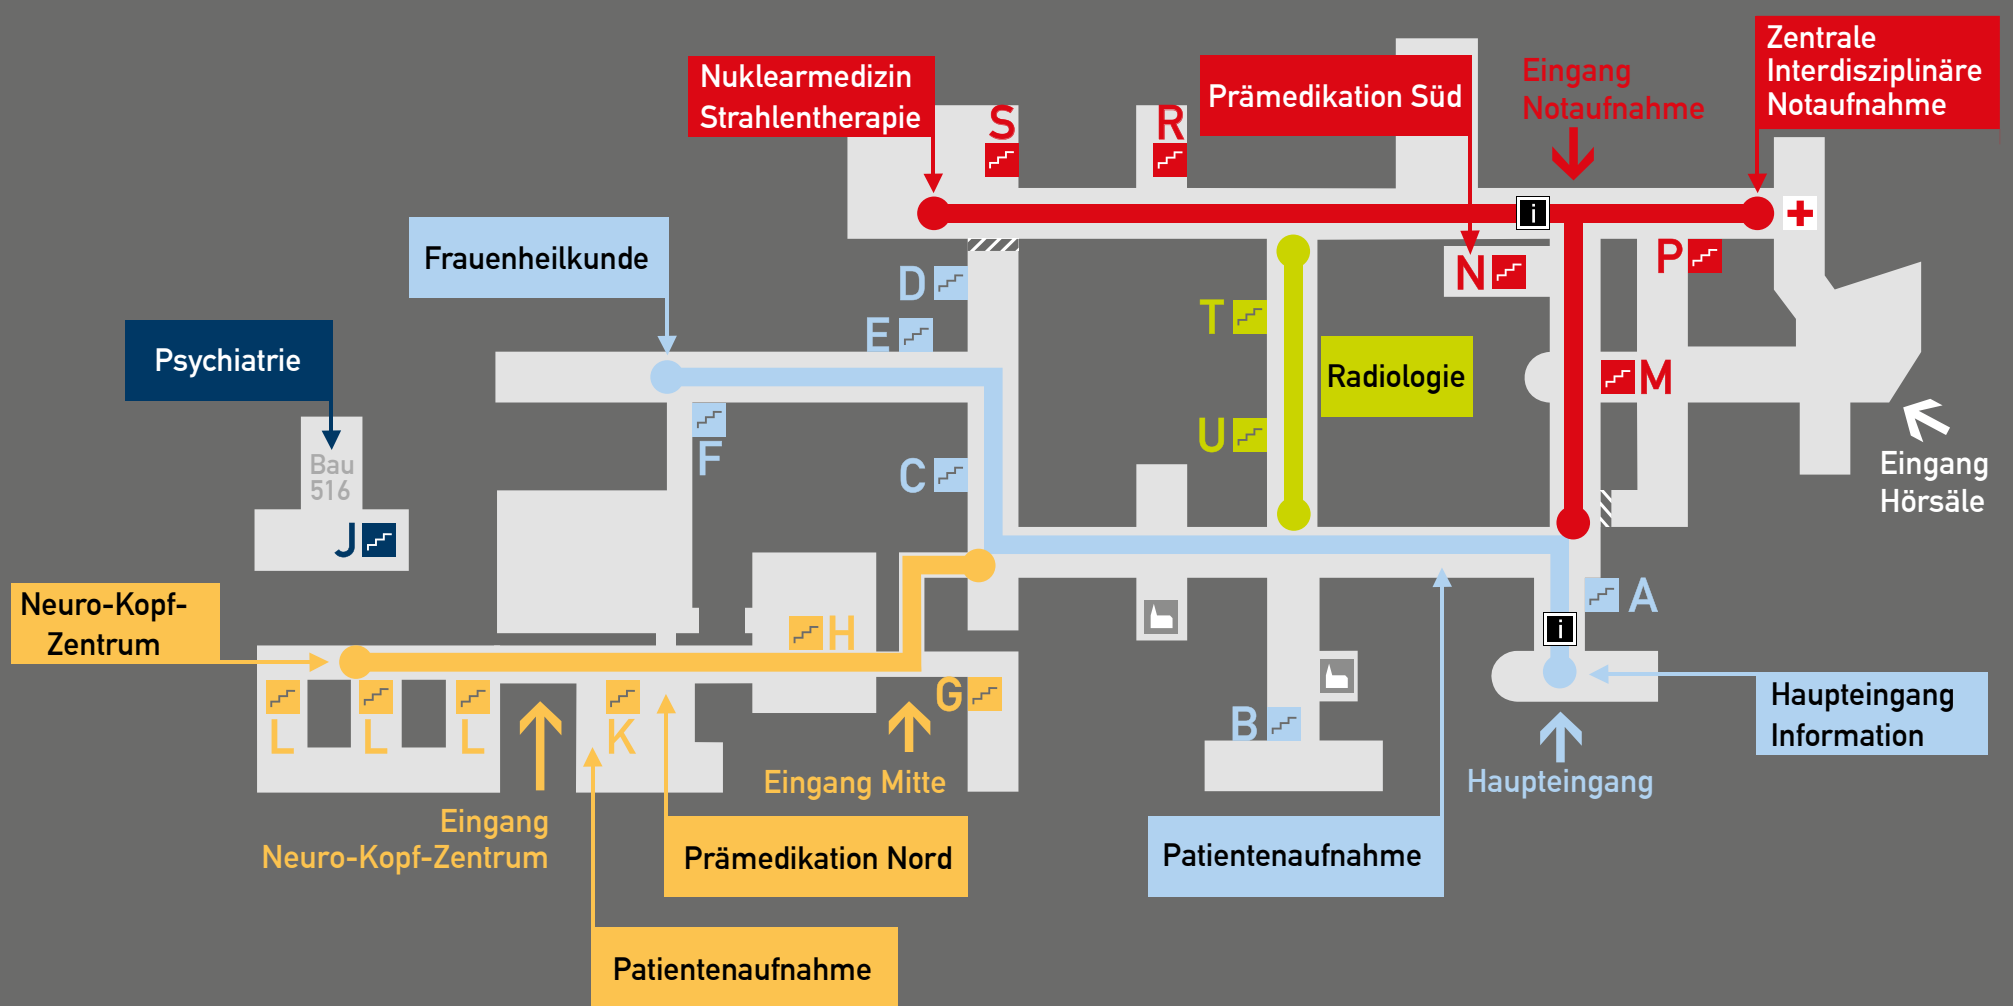 Zentrale
Interdisziplinäre
Notaufnahme
Eingang
Notaufnahme
Prämedikation Süd
Nuklearmedizin
Strahlentherapie
S
R
i
N
P
Frauenheilkunde
D
E
T
Psychiatrie
Radiologie
M
F
C
U
Bau
516
Eingang
Hörsäle
J
Neuro-Kopf-
Zentrum
H
A
i
G
L
L
L
K
B
Haupteingang
Information
Eingang Mitte
Haupteingang
Eingang
Neuro-Kopf-Zentrum
Prämedikation Nord
Patientenaufnahme
Patientenaufnahme